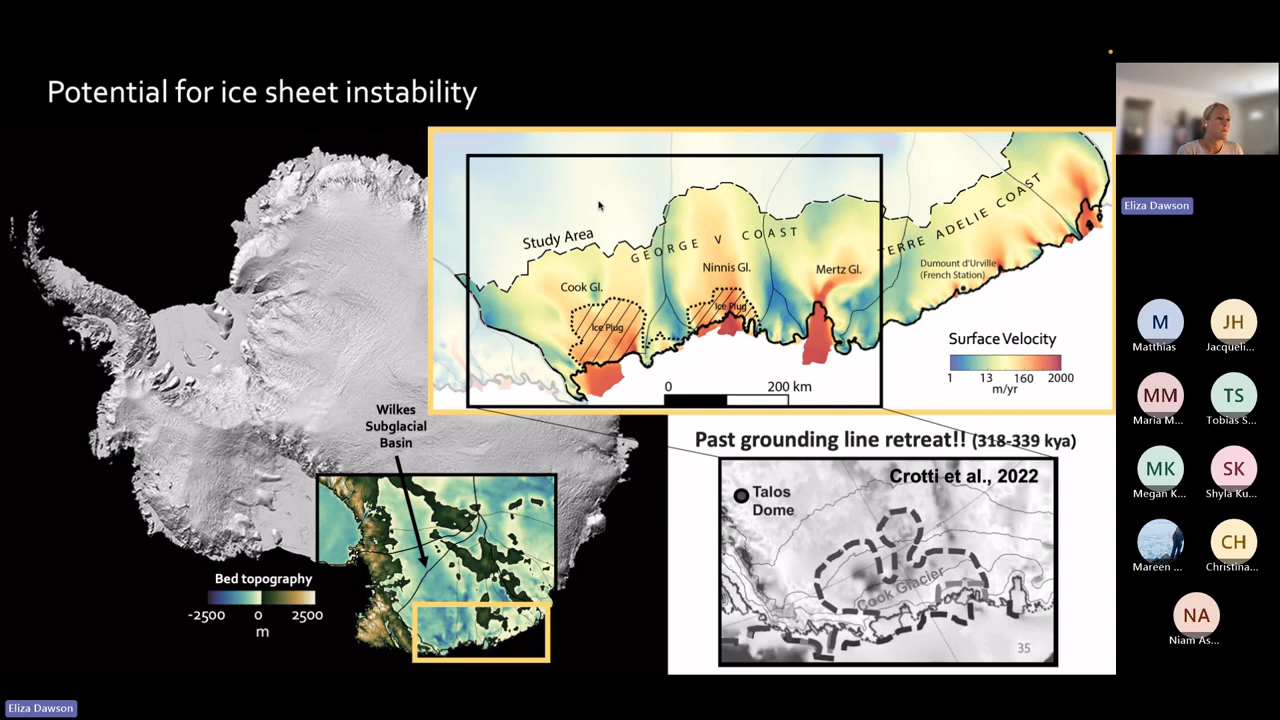 Potential for ice sheet instability
Study Area
GEORGE V COAST
TERRE ADELIE COAST
Ninnis Gl.
Mertz Gl.
Cook Gl.
Dumount d'Urville
(French Station)
Ice Plug
Ice Plug
Surface Velocity
1 13 160 2000
m/yr
0 200 km
Wilkes
Subglacial
Basin
Bed topography
-2500 0 2500
m
Past grounding line retreat!! (318-339 kya)
Crotti et al., 2022
Talos
Dome
Cook Glacier
35
Eliza Dawson
M
Matthias
JH
Jacqueli...
MM
Maria M...
TS
Tobias S...
MK
Megan K...
SK
Shyla Ku...
Mareen ...
CH
Christina...
NA
Niam As...
Eliza Dawson